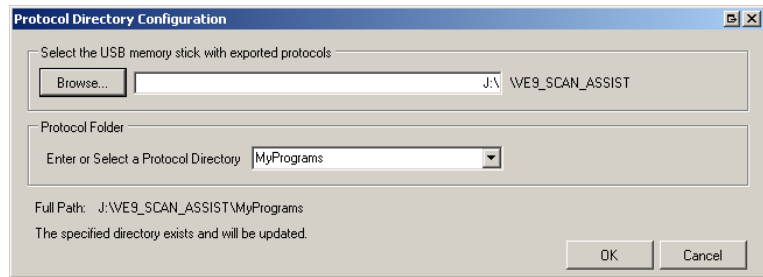 Protocol Directory Configuration
Select the USB memory stick with exported protocols
Browse... J:\ \VE9_SCAN_ASSIST
Protocol Folder
Enter or Select a Protocol Directory MyPrograms
Full Path: J:\VE9_SCAN_ASSIST\MyPrograms
The specified directory exists and will be updated.
OK Cancel